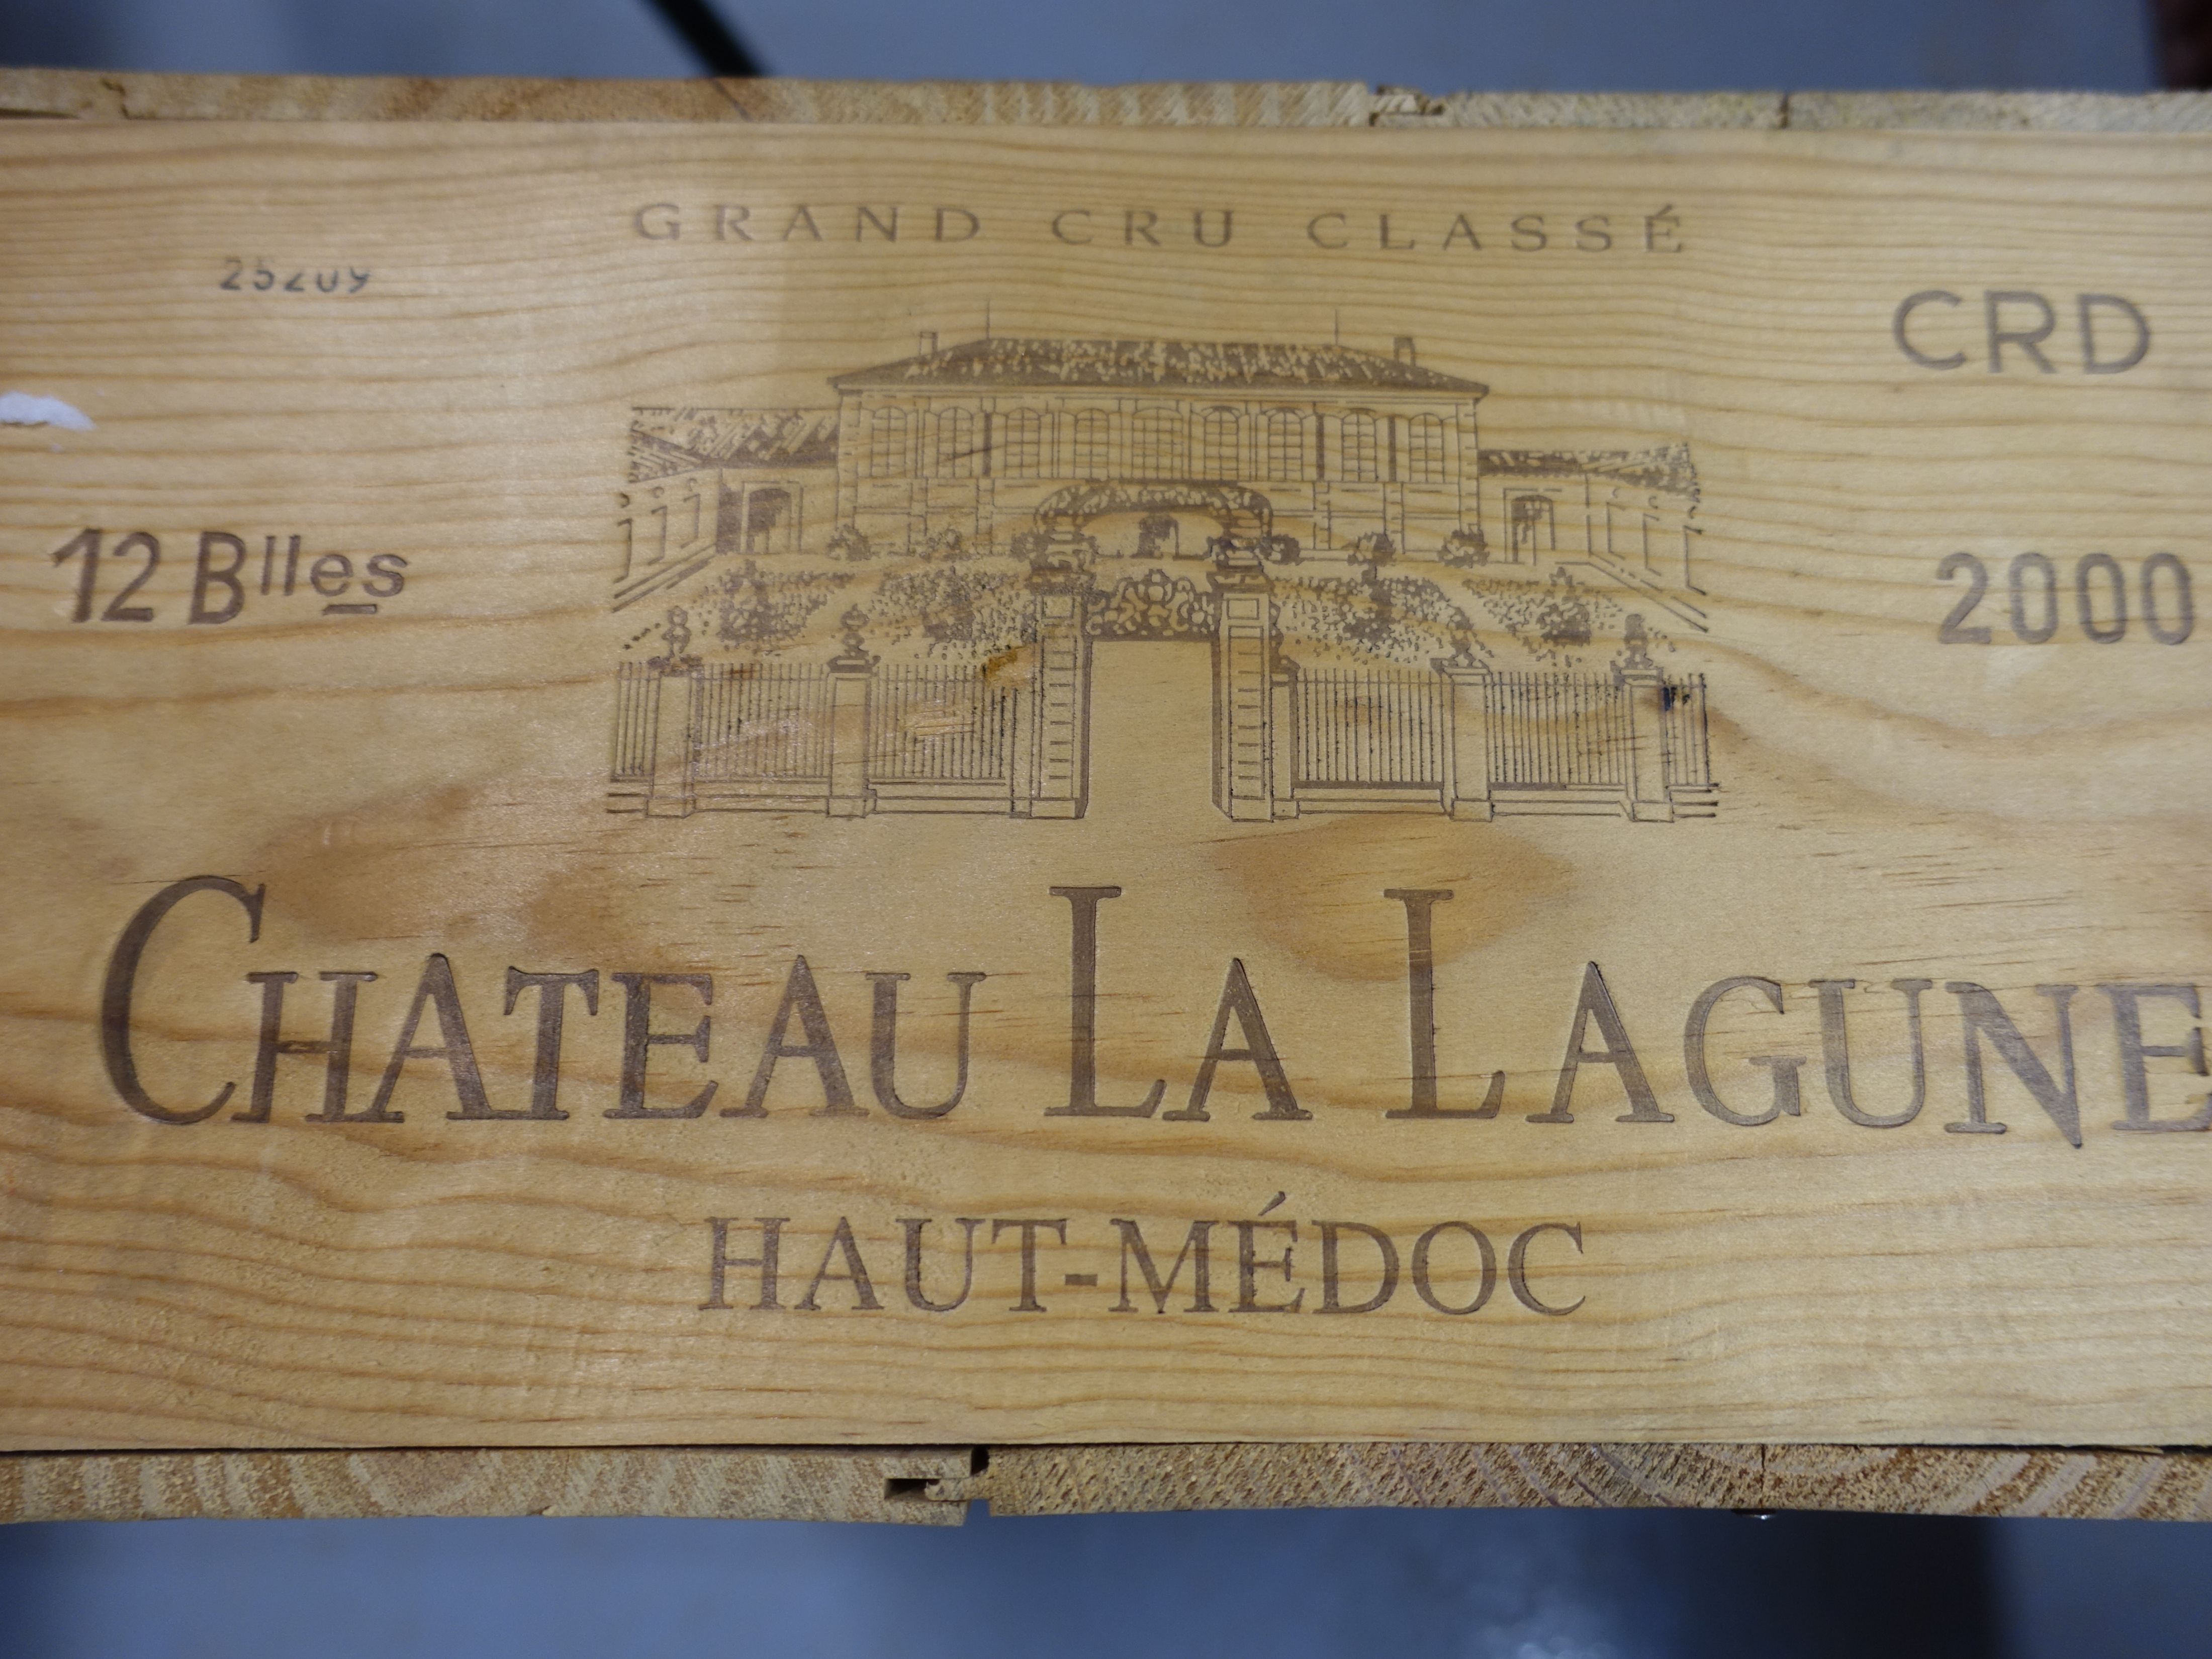 GRAND CRU CLASSÉ
25209
CRD
12 Blles
2000
CHATEAU LA LAGUNE
HAUT-MÉDOC